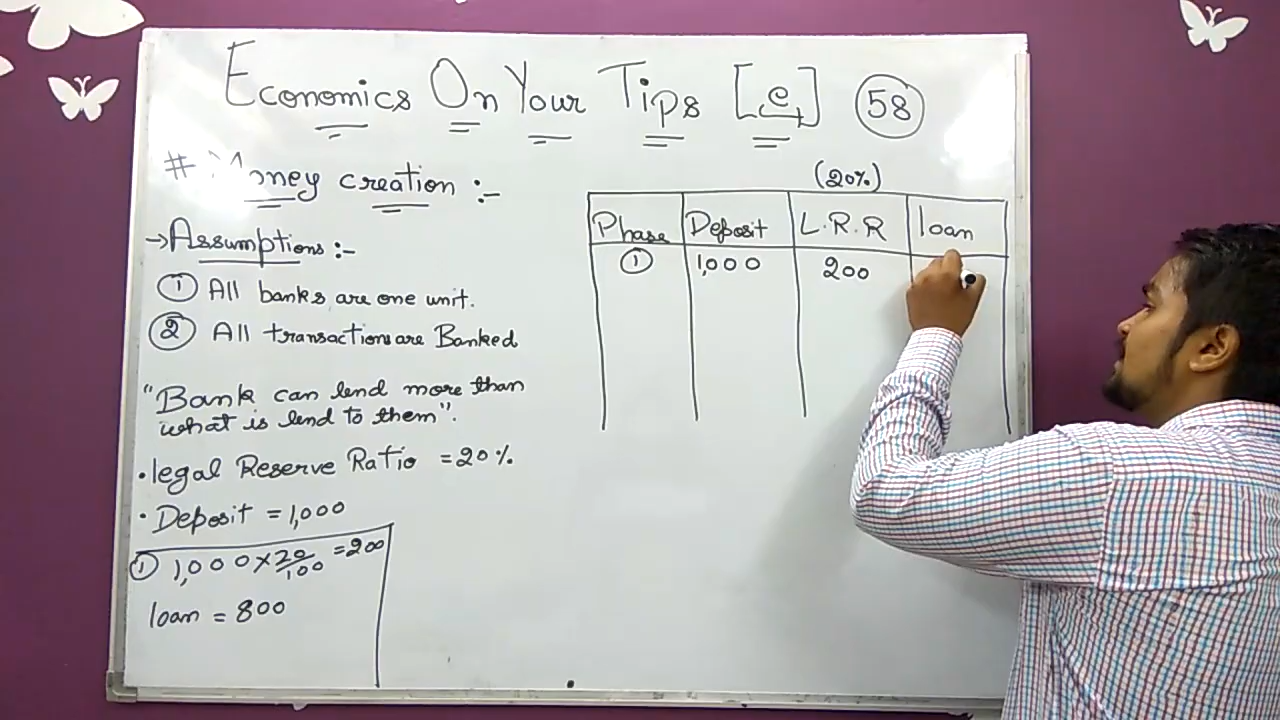 Economics On Your Tips [e] 58
# Money creation :-
→ Assumptions :-
① All banks are one unit.
② All transactions are Banked
"Bank can lend more than
what is lend to them".
• legal Reserve Ratio = 20%
• Deposit = 1,000
① 1,000 × 20/100 = 200
loan = 800
(20%)
Phase Deposit L.R.R loan
① 1,000 200